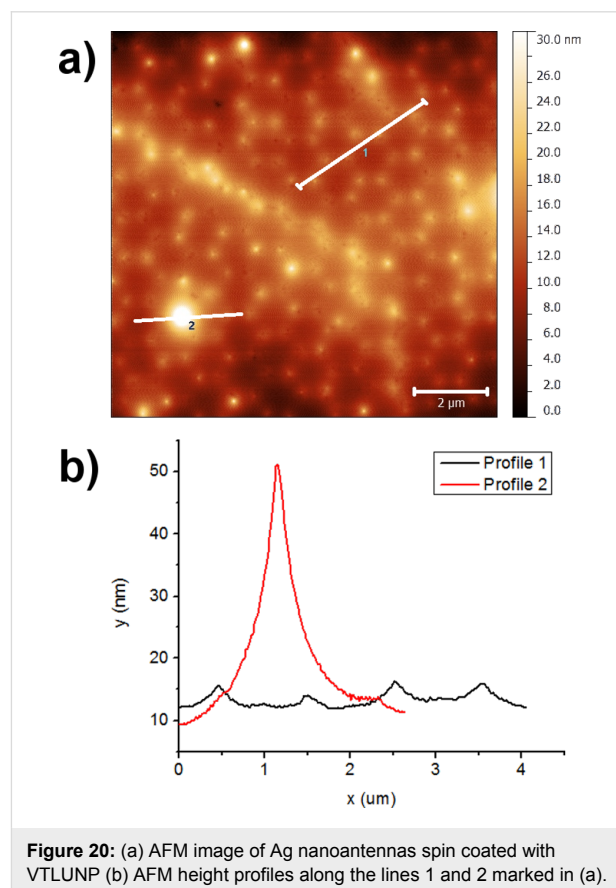 a)
1
2
2 µm
30.0 nm
26.0
24.0
22.0
20.0
18.0
16.0
14.0
12.0
10.0
8.0
6.0
4.0
2.0
0.0
b)
Profile 1
Profile 2
y (nm)
50
40
30
20
10
0
1
2
3
4
x (um)
Figure 20: (a) AFM image of Ag nanoantennas spin coated with
VTLUNP (b) AFM height profiles along the lines 1 and 2 marked in (a).